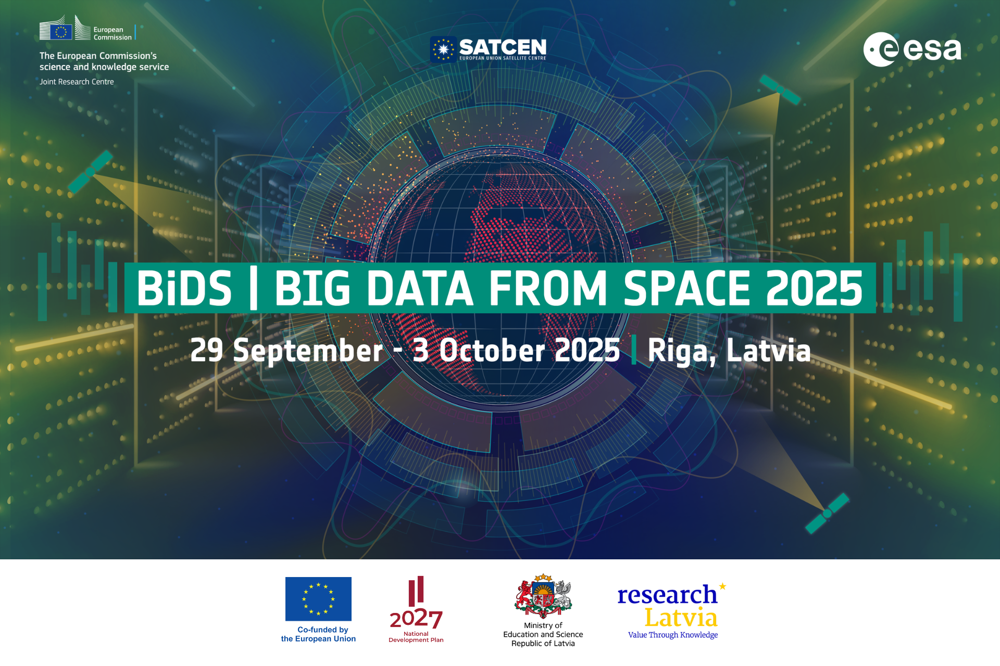 European
Commission
The European Commission's
science and knowledge service
Joint Research Centre
SATCEN
EUROPEAN UNION SATELLITE CENTRE
esa
BiDS | BIG DATA FROM SPACE 2025
29 September - 3 October 2025 | Riga, Latvia
Co-funded by
the European Union
2027
National
Development Plan
Ministry of
Education and Science
Republic of Latvia
research
Latvia
Value Through Knowledge